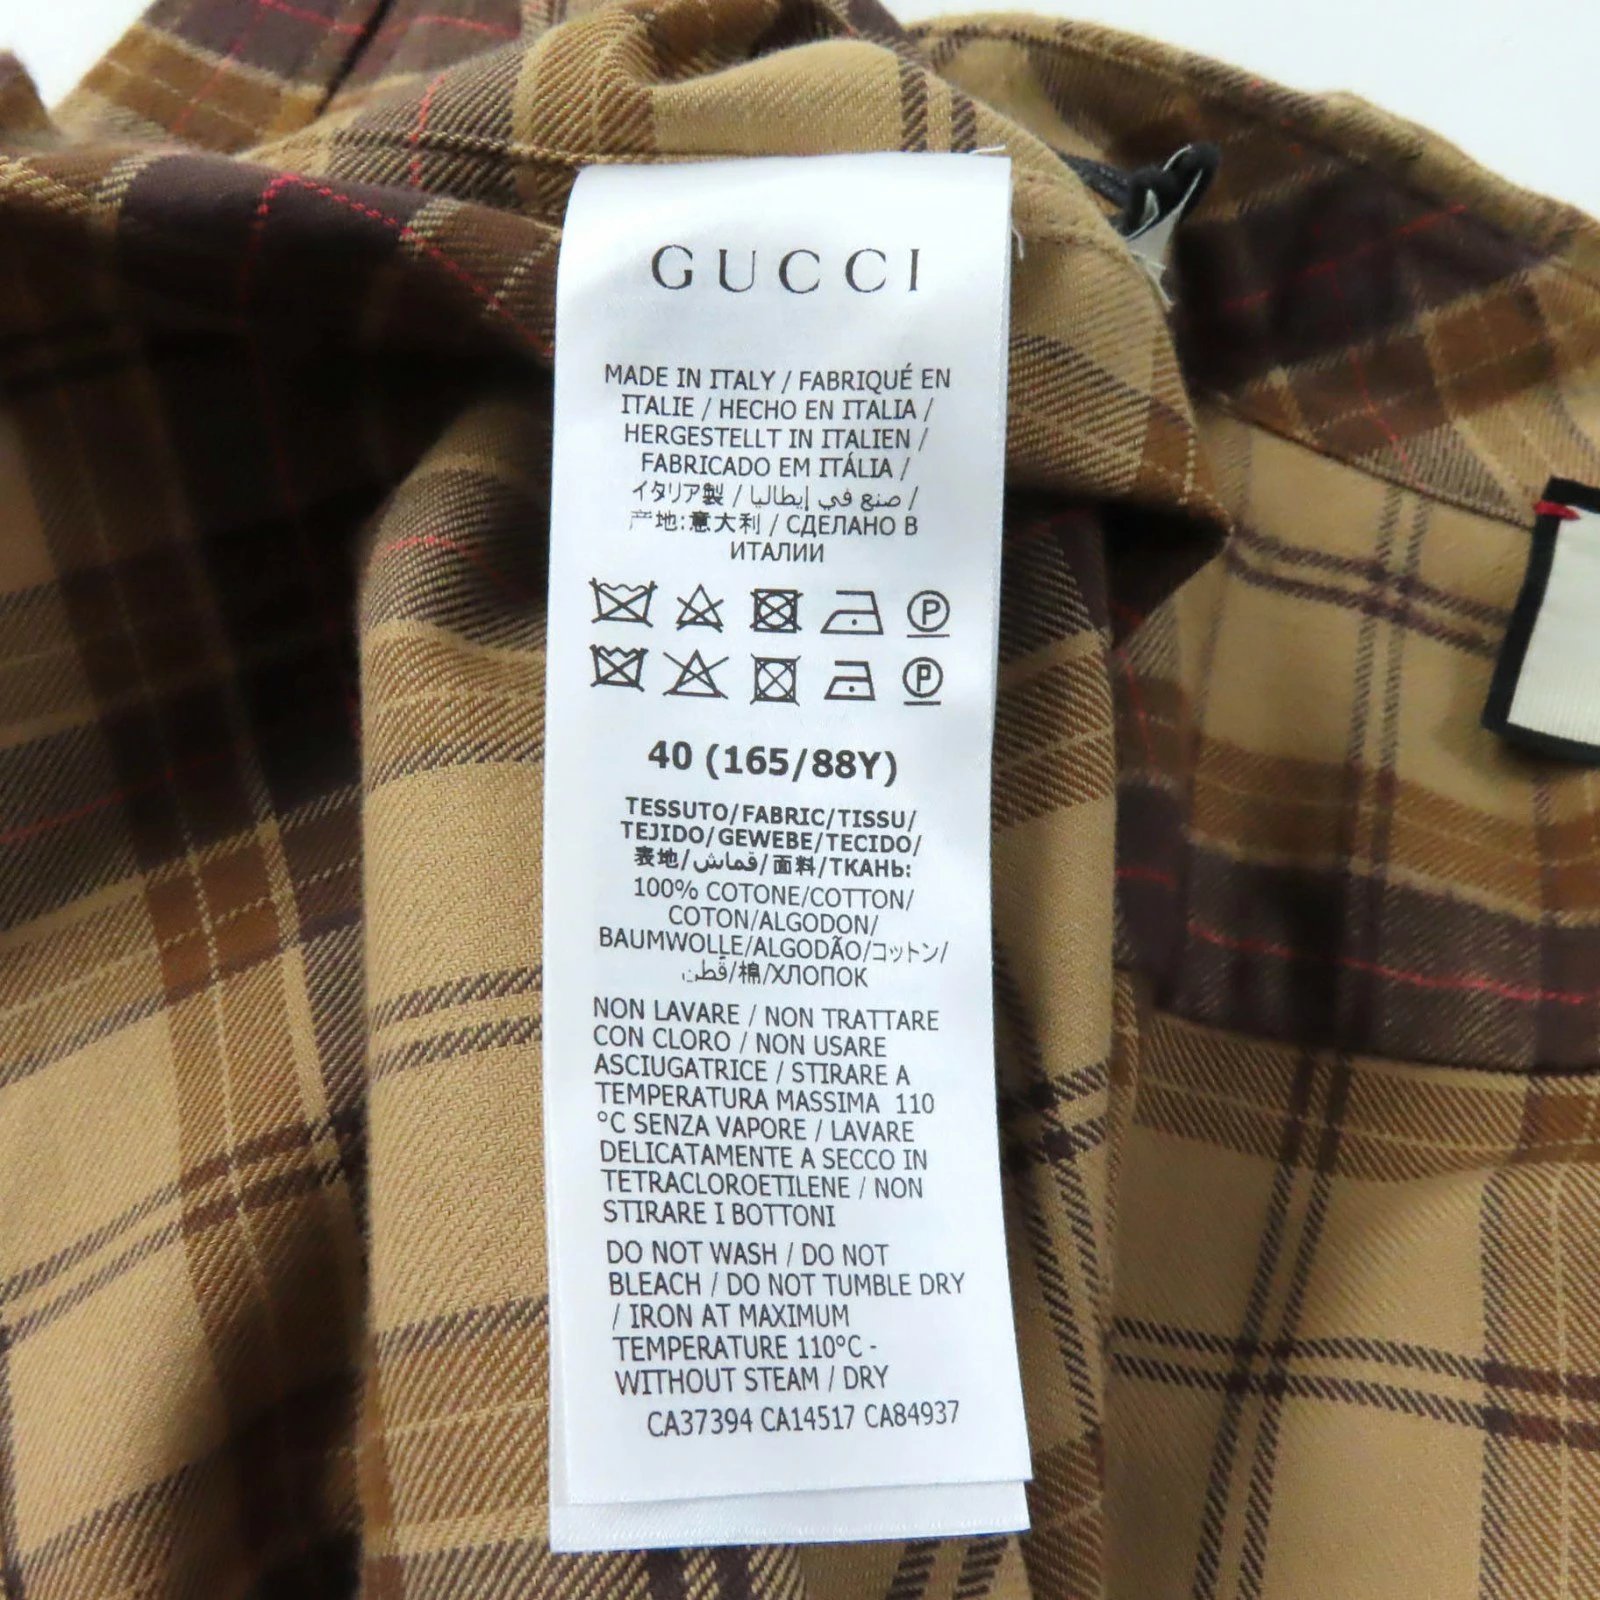 GUCCI
MADE IN ITALY / FABRIQUÉ EN
ITALIE / HECHO EN ITALIA /
HERGESTELLT IN ITALIEN /
FABRICADO EM ITÁLIA /
イタリア製 / صنع في إيطاليا /
产地:意大利 / СДЕЛАНО В
ИТАЛИИ
P
P
40 (165/88Y)
TESSUTO/FABRIC/TISSU/
TEJIDO/GEWEBE/TECIDO/
表地/قماش/面料/ТКАНЬ:
100% COTONE/COTTON/
COTON/ALGODON/
BAUMWOLLE/ALGODÃO/コットン/
قطن/棉/ХЛОПОК
NON LAVARE / NON TRATTARE
CON CLORO / NON USARE
ASCIUGATRICE / STIRARE A
TEMPERATURA MASSIMA 110
°C SENZA VAPORE / LAVARE
DELICATAMENTE A SECCO IN
TETRACLOROETILENE / NON
STIRARE I BOTTONI
DO NOT WASH / DO NOT
BLEACH / DO NOT TUMBLE DRY
/ IRON AT MAXIMUM
TEMPERATURE 110°C -
WITHOUT STEAM / DRY
CA37394 CA14517 CA84937